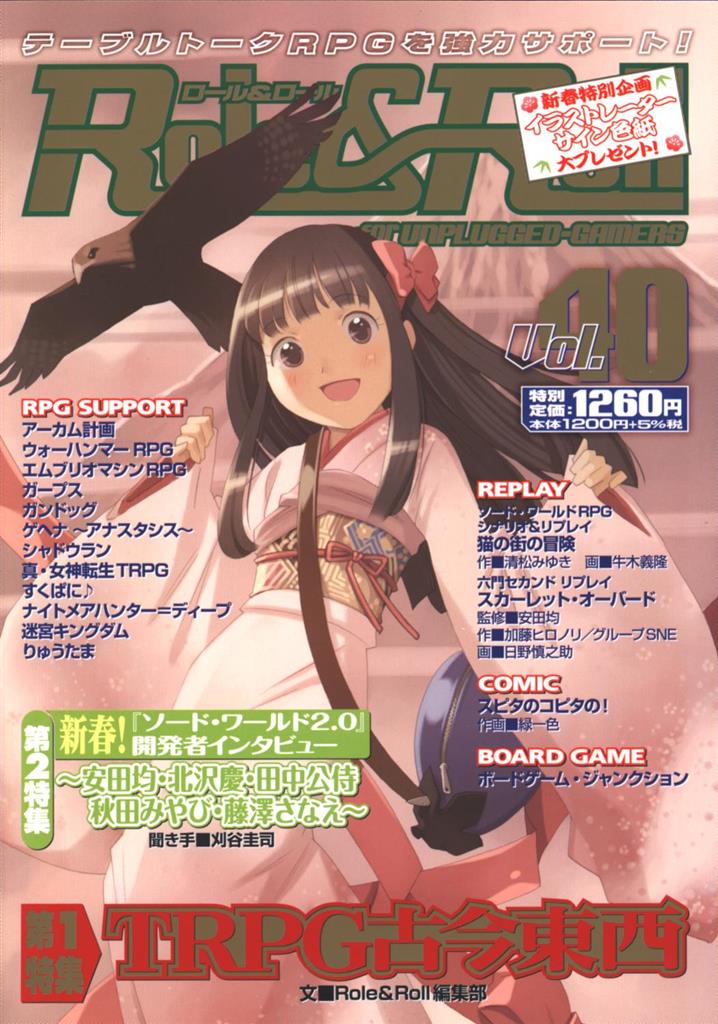 テーブルトークRPGを強力サポート!
ロール&ロール
Role&Roll
for UNPLUGGED-GAMERS
新春特別企画
イラストレーター
サイン色紙
大プレゼント!
Vol.40
特別定価:1260円
本体1200円+5%税
RPG SUPPORT
アーカム計画
ウォーハンマーRPG
エムブリオマシンRPG
ガープス
ガンドッグ
ゲヘナ ~アナスタシス~
シャドウラン
真・女神転生TRPG
すくぱに♪
ナイトメアハンター=ディープ
迷宮キングダム
りゅうたま
REPLAY
ソード・ワールドRPG
シナリオ&リプレイ
猫の街の冒険
作■清松みゆき 画■牛木義隆
六門セカンド リプレイ
スカーレット・オーバード
監修■安田均
作■加藤ヒロノリ/グループSNE
画■日野慎之助
COMIC
スピタのコピタの!
作画■緑一色
BOARD GAME
ボードゲーム・ジャンクション
第2特集
新春!『ソード・ワールド2.0』
開発者インタビュー
~安田均・北沢慶・田中公侍
秋田みやび・藤澤さなえ~
聞き手■刈谷圭司
第1特集
TRPG古今東西
文■Role&Roll編集部